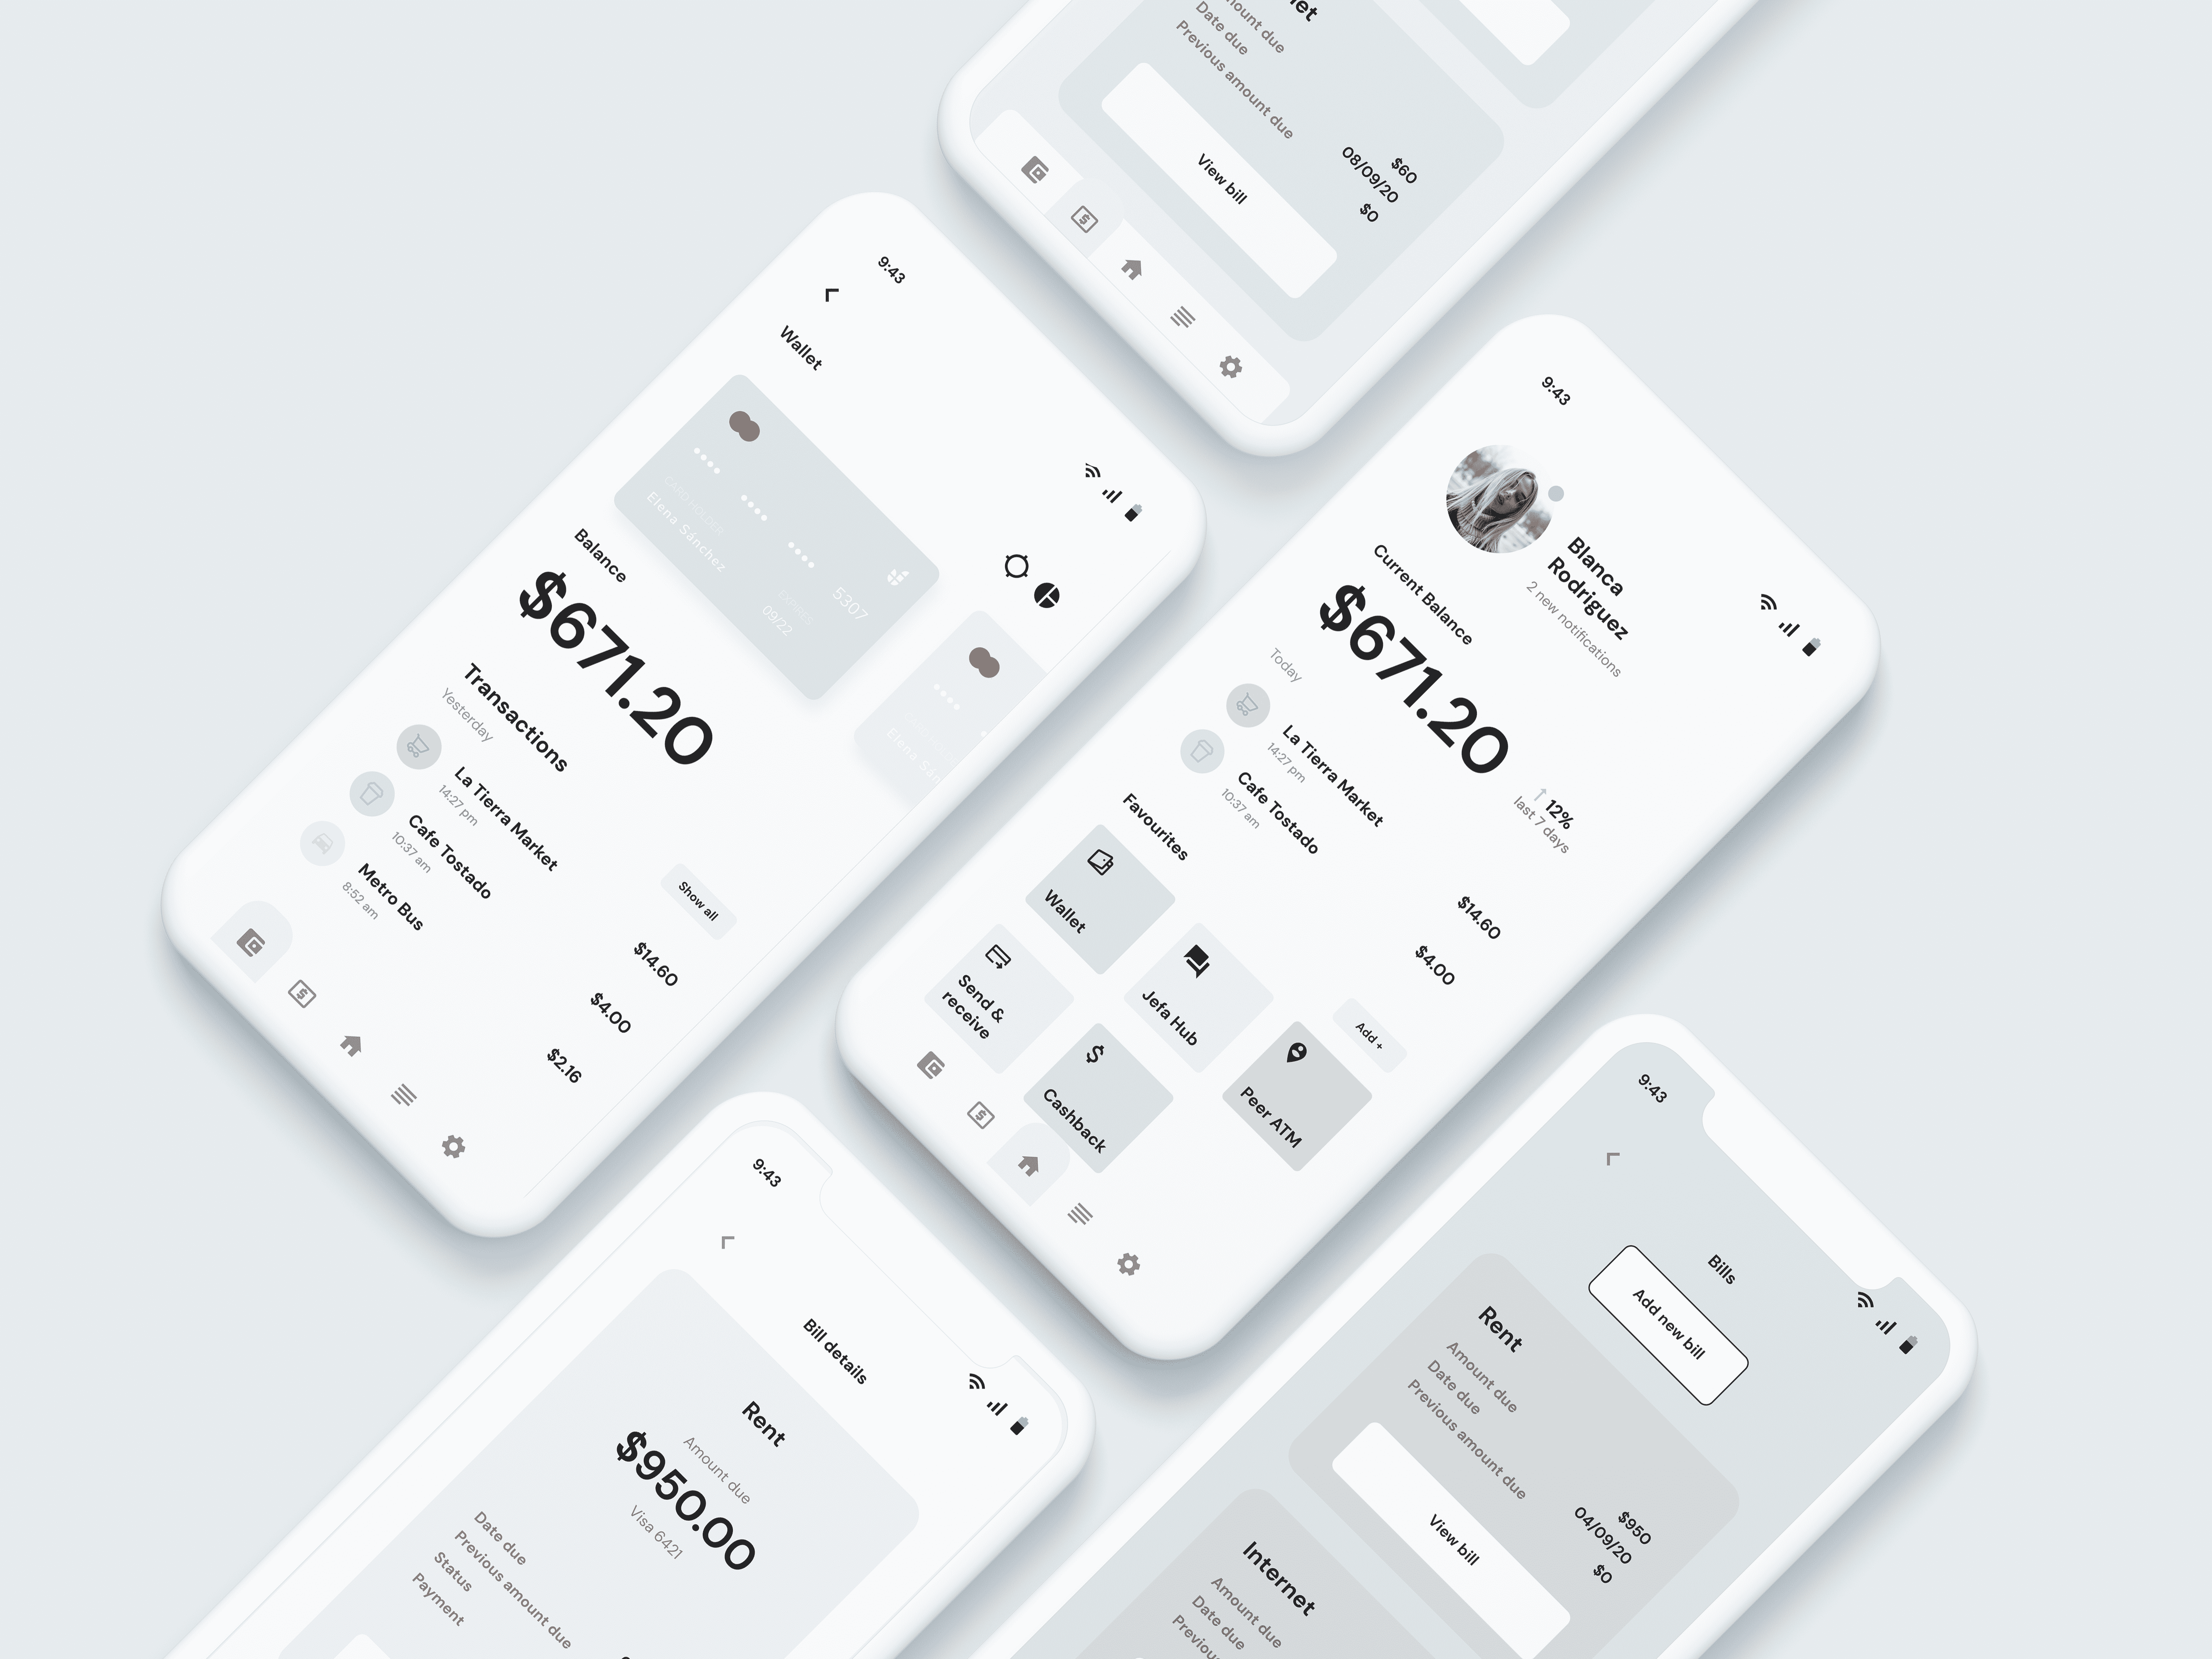 et
ount due
Date due
Previous amount due
$60
08/09/20
$0
View bill
9:43
Wallet
CARDHOLDER
Elena Sánchez
EXPIRES
09/22
5307
Elena Sán
Balance
$671.20
Transactions
Yesterday
Show all
La Tierra Market
14:27 pm
$14.60
Cafe Tostado
10:37 am
$4.00
Metro Bus
8:52 am
$2.16
9:43
Blanca
Rodriguez
2 new notifications
Current Balance
$671.20
12%
last 7 days
Today
La Tierra Market
14:27 pm
$14.60
Cafe Tostado
10:37 am
$4.00
Favourites
Add +
Wallet
Jefa Hub
Peer ATM
Send &
receive
Cashback
9:43
Bill details
Rent
Amount due
$950.00
Visa 6421
Date due
Previous amount due
Status
Payment
9:43
Bills
Add new bill
Rent
Amount due
$950
Date due
04/09/20
Previous amount due
$0
View bill
Internet
Amount due
Date due
Previou